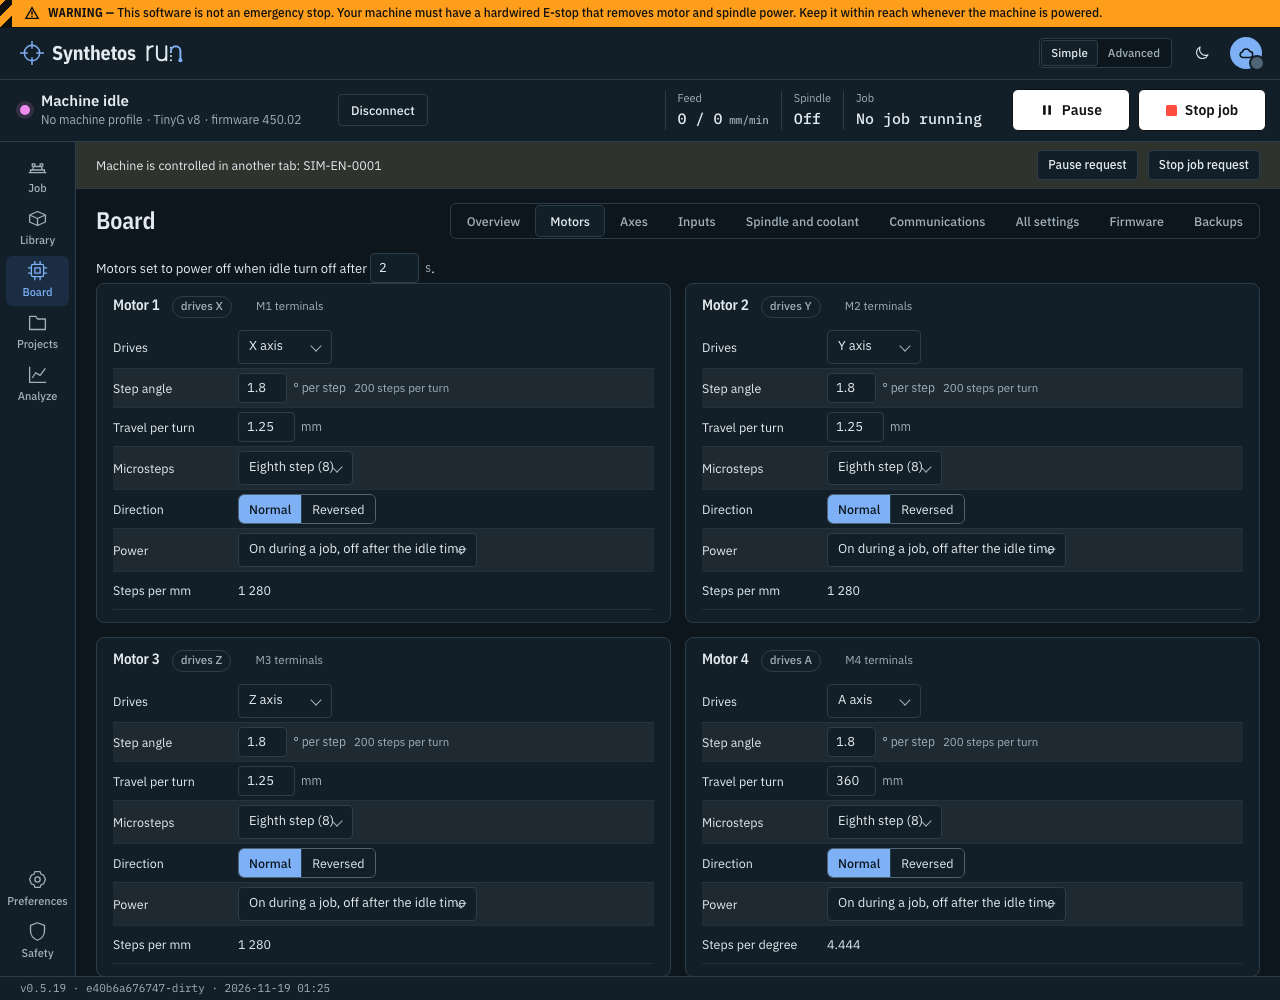 WARNING — This software is not an emergency stop. Your machine must have a hardwired E-stop that removes motor and spindle power. Keep it within reach whenever the machine is powered.
Synthetos run
Simple Advanced
Machine idle
No machine profile · TinyG v8 · firmware 450.02
Disconnect
Feed
0 / 0 mm/min
Spindle
Off
Job
No job running
Pause
Stop job
Job
Library
Board
Projects
Analyze
Preferences
Safety
Machine is controlled in another tab: SIM-EN-0001
Pause request
Stop job request
Board
Overview Motors Axes Inputs Spindle and coolant Communications All settings Firmware Backups
Motors set to power off when idle turn off after 2 s.
Motor 1 drives X M1 terminals
Drives X axis
Step angle 1.8 ° per step 200 steps per turn
Travel per turn 1.25 mm
Microsteps Eighth step (8)
Direction Normal Reversed
Power On during a job, off after the idle time
Steps per mm 1 280
Motor 2 drives Y M2 terminals
Drives Y axis
Step angle 1.8 ° per step 200 steps per turn
Travel per turn 1.25 mm
Microsteps Eighth step (8)
Direction Normal Reversed
Power On during a job, off after the idle time
Steps per mm 1 280
Motor 3 drives Z M3 terminals
Drives Z axis
Step angle 1.8 ° per step 200 steps per turn
Travel per turn 1.25 mm
Microsteps Eighth step (8)
Direction Normal Reversed
Power On during a job, off after the idle time
Steps per mm 1 280
Motor 4 drives A M4 terminals
Drives A axis
Step angle 1.8 ° per step 200 steps per turn
Travel per turn 360 mm
Microsteps Eighth step (8)
Direction Normal Reversed
Power On during a job, off after the idle time
Steps per degree 4.444
v0.5.19 · e40b6a676747-dirty · 2026-11-19 01:25